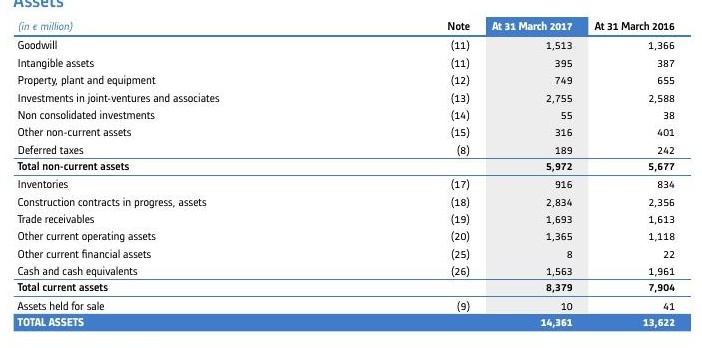 Assets
(in € million) Note At 31 March 2017 At 31 March 2016
Goodwill (11) 1,513 1,366
Intangible assets (11) 395 387
Property, plant and equipment (12) 749 655
Investments in joint-ventures and associates (13) 2,755 2,588
Non consolidated investments (14) 55 38
Other non-current assets (15) 316 401
Deferred taxes (8) 189 242
Total non-current assets 5,972 5,677
Inventories (17) 916 834
Construction contracts in progress, assets (18) 2,834 2,356
Trade receivables (19) 1,693 1,613
Other current operating assets (20) 1,365 1,118
Other current financial assets (25) 8 22
Cash and cash equivalents (26) 1,563 1,961
Total current assets 8,379 7,904
Assets held for sale (9) 10 41
TOTAL ASSETS 14,361 13,622